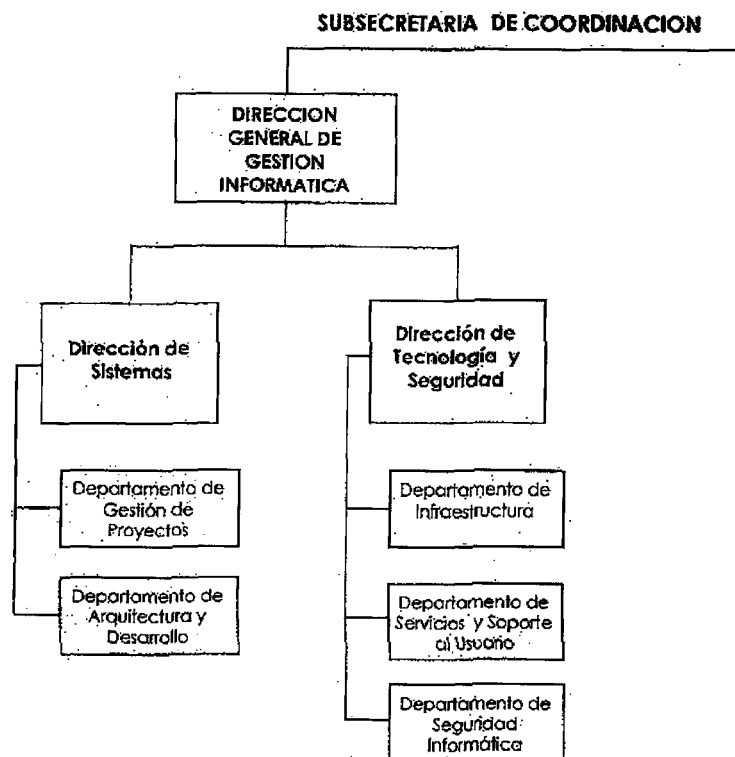 SUBSECRETARIA DE COORDINACION
DIRECCION
GENERAL DE
GESTION
INFORMATICA
Dirección de
Sistemas
Departamento de
Gestión de
Proyectos
Departamento de
Arquitectura y
Desarrollo
Dirección de
Tecnología y
Seguridad
Departamento de
Infraestructura
Departamento de
Servicios y Soporte
al Usuario
Departamento de
Seguridad
Informática